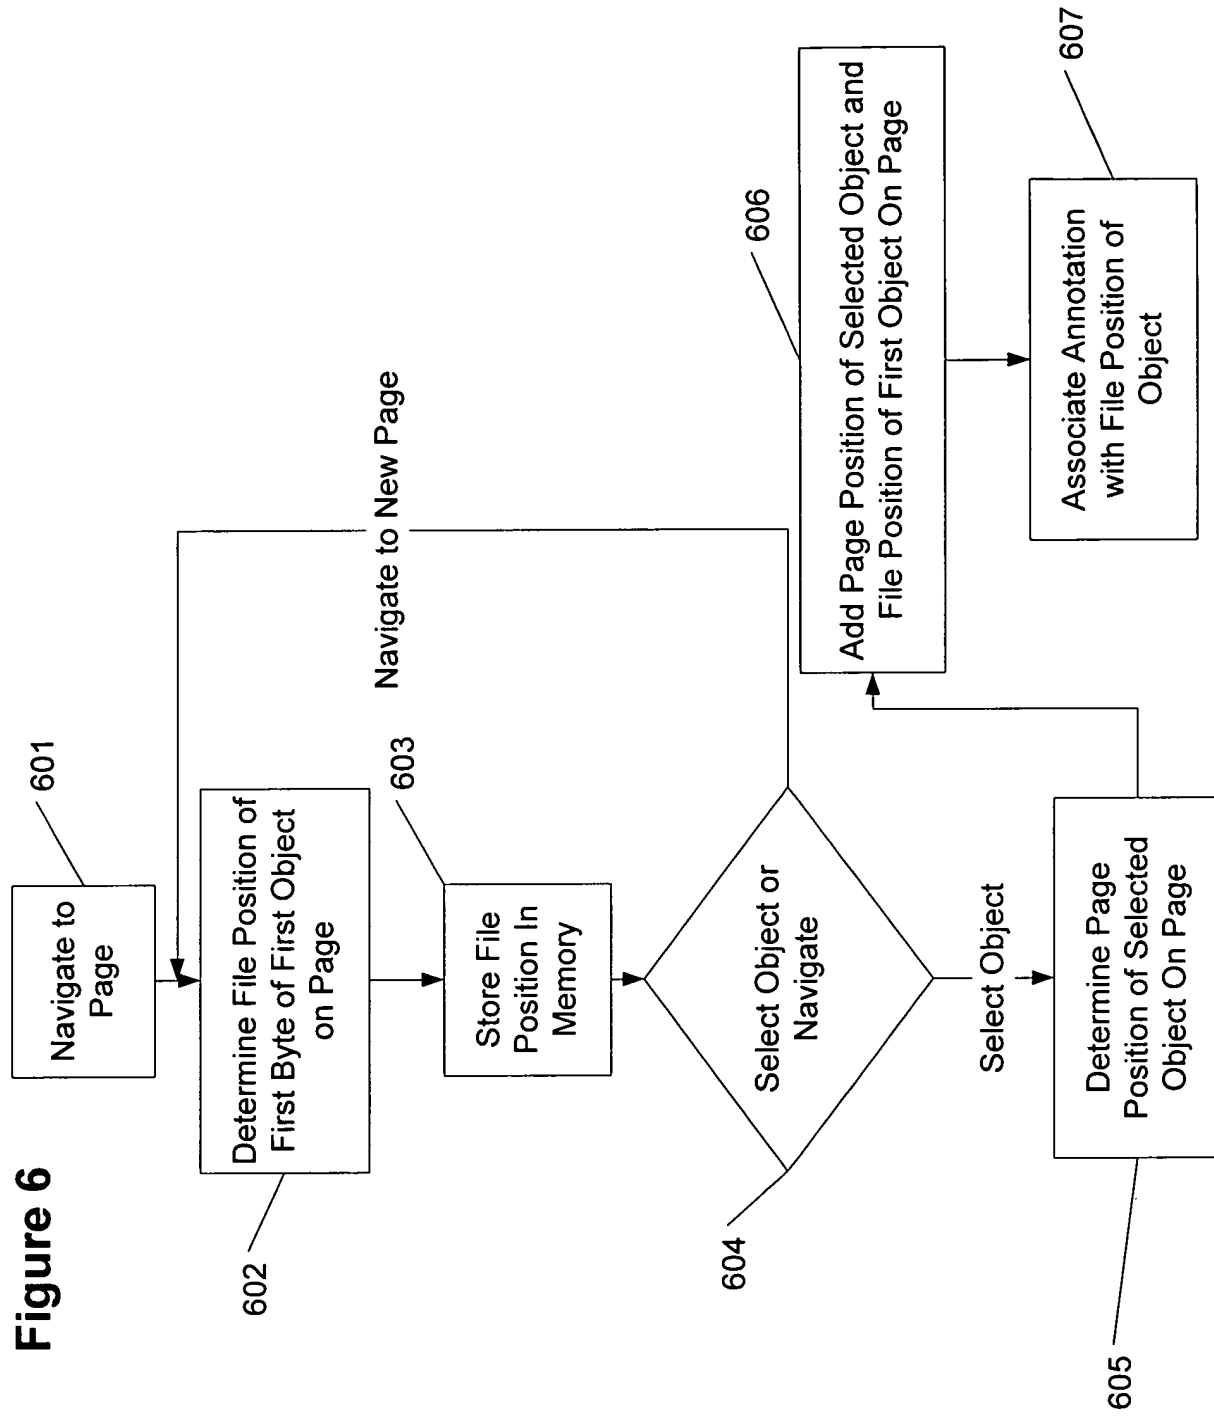 Figure 6
601
Navigate to
Page
602
Determine File Position of
First Byte of First Object
on Page
603
Store File
Position In
Memory
604
Select Object or
Navigate
Navigate to New Page
Select Object
605
Determine Page
Position of Selected
Object On Page
606
Add Page Position of Selected Object and
File Position of First Object On Page
607
Associate Annotation
with File Position of
Object